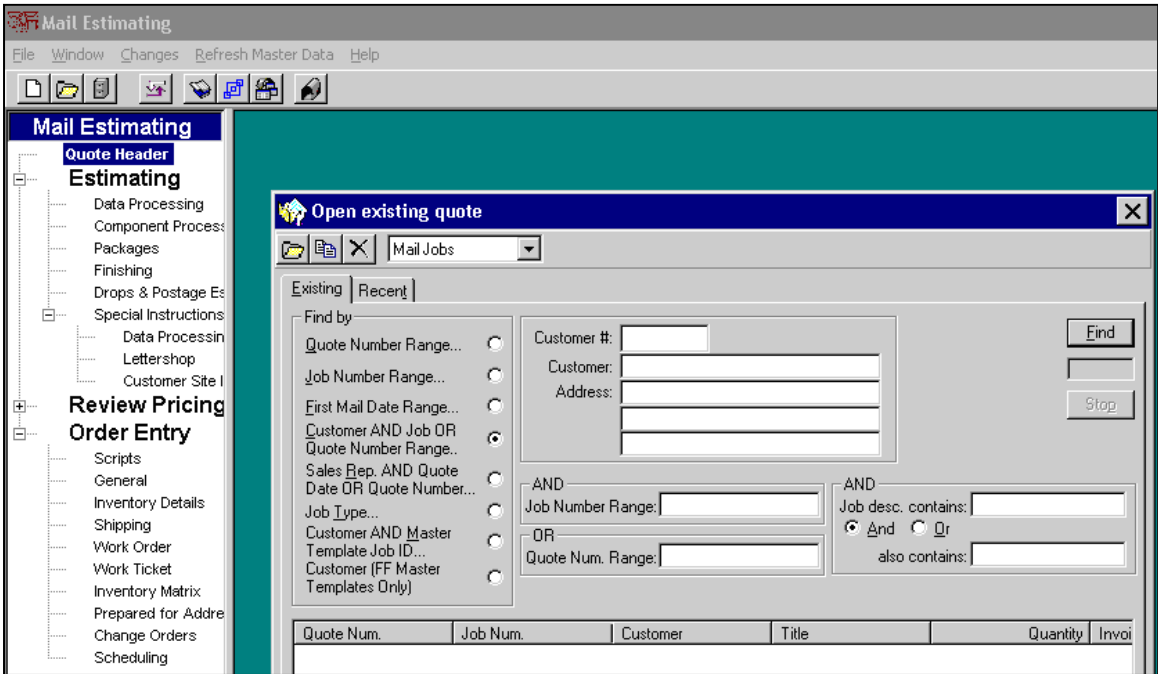 Mail Estimating
File Window Changes Refresh Master Data Help
Mail Estimating
Quote Header
Estimating
Data Processing
Component Process
Packages
Finishing
Drops & Postage Es
Special Instructions
Data Processin
Lettershop
Customer Site I
Review Pricing
Order Entry
Scripts
General
Inventory Details
Shipping
Work Order
Work Ticket
Inventory Matrix
Prepared for Addre
Change Orders
Scheduling
Open existing quote
Mail Jobs
Existing Recent
Find by
Quote Number Range...
Job Number Range...
First Mail Date Range...
Customer AND Job OR
Quote Number Range..
Sales Rep. AND Quote
Date OR Quote Number...
Job Type...
Customer AND Master
Template Job ID...
Customer (FF Master
Templates Only)
Customer #:
Customer:
Address:
Find
Stop
AND
Job Number Range:
OR
Quote Num. Range:
AND
Job desc. contains:
And Or
also contains:
Quote Num. Job Num. Customer Title Quantity Invoi